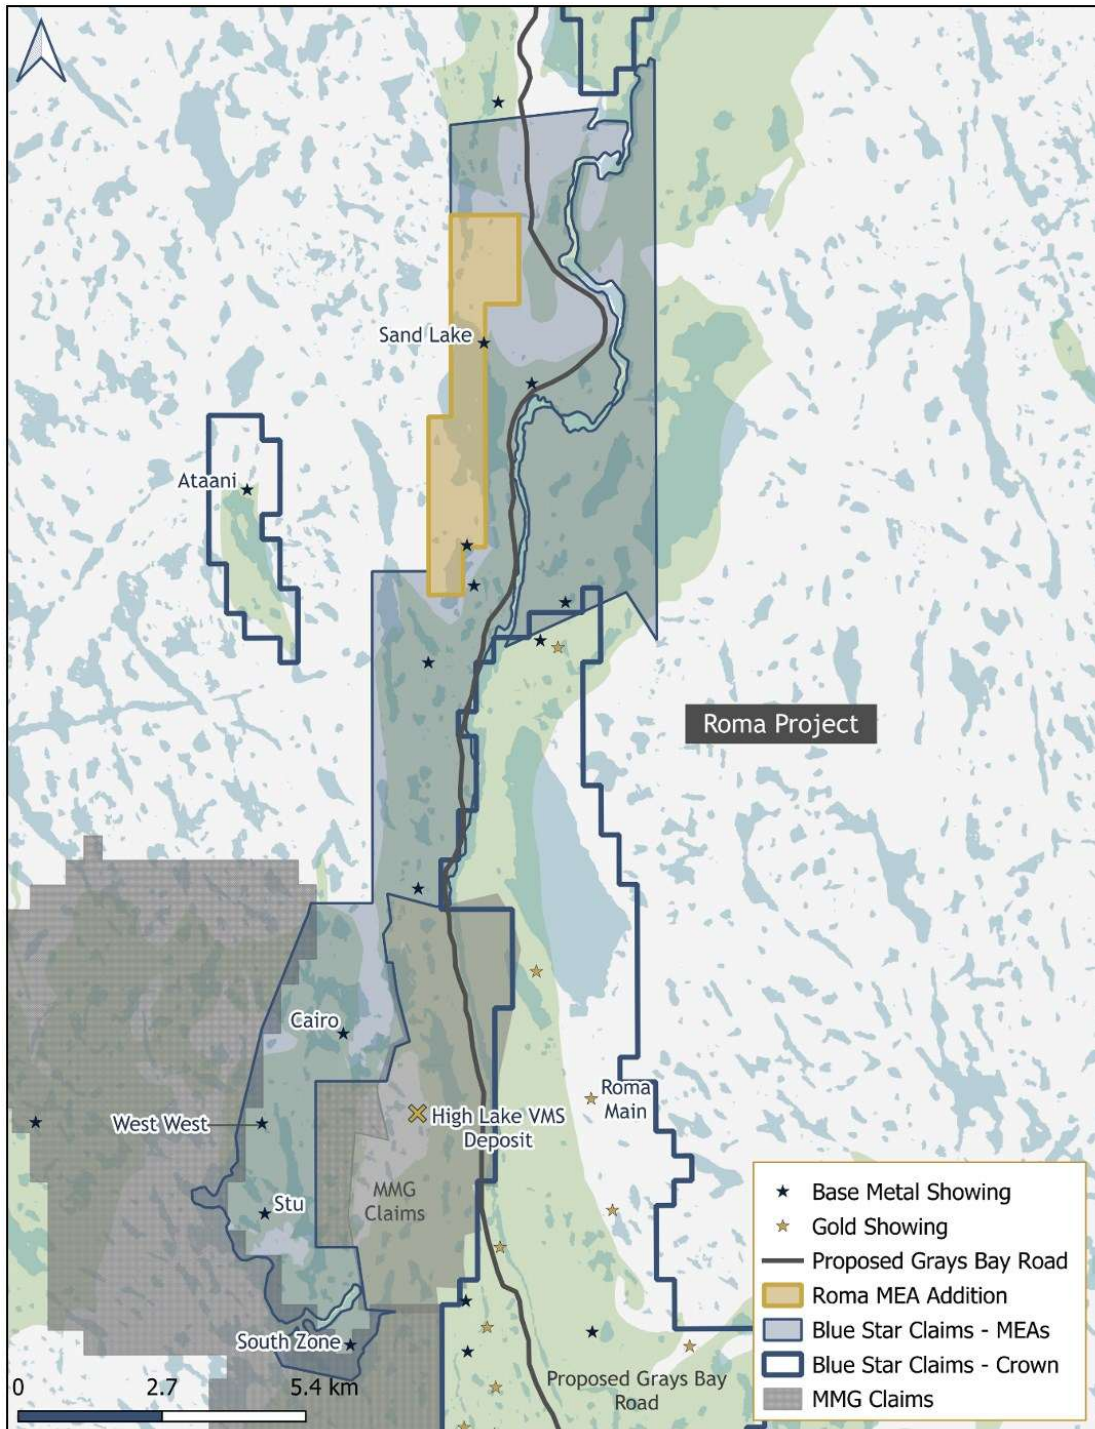 Sand Lake
Ataani
Roma Project
Cairo
Roma
Main
West West
High Lake VMS
Deposit
MMG
Claims
Stu
South Zone
Proposed Grays Bay
Road
0
2.7
5.4 km
Base Metal Showing
Gold Showing
Proposed Grays Bay Road
Roma MEA Addition
Blue Star Claims - MEAs
Blue Star Claims - Crown
MMG Claims